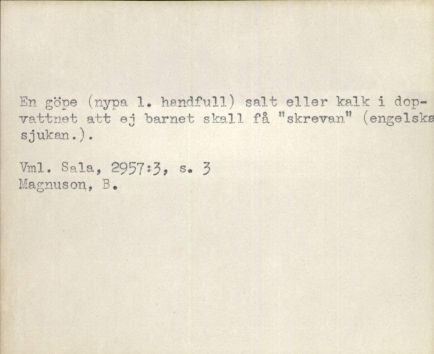 En göpe (nypa l. handfull) salt eller kalk i dop-
vattnet att ej barnet skall få "skrevan" (engelska
sjukan.).
Vml. Sala, 2957:3, s. 3
Magnuson, B.